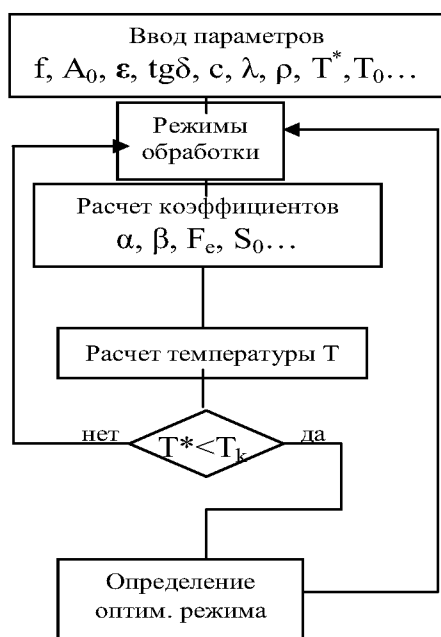 Ввод параметров
f, A₀, ε, tgδ, c, λ, ρ, T*,T₀…
Режимы
обработки
Расчет коэффициентов
α, β, Fₑ, S₀…
Расчет температуры T
нет
да
T*<Tₖ
Определение
оптим. режима